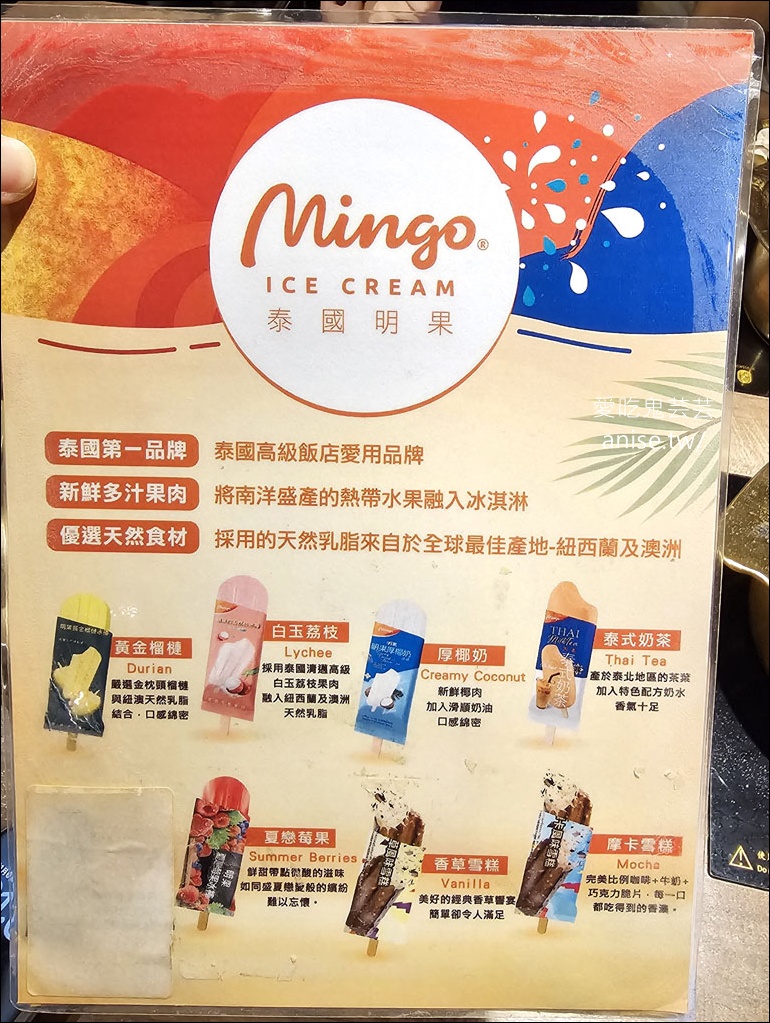 Mingo®
ICE CREAM
泰國明果
愛吃鬼芸芸
anise.tw/
泰國第一品牌 泰國高級飯店愛用品牌
新鮮多汁果肉 將南洋盛產的熱帶水果融入冰淇淋
優選天然食材 採用的天然乳脂來自於全球最佳產地-紐西蘭及澳洲
黃金榴槤
Durian
嚴選金枕頭榴槤
與紐澳天然乳脂
結合，口感綿密
白玉荔枝
Lychee
採用泰國清邁高級
白玉荔枝果肉
融入紐西蘭及澳洲
天然乳脂
厚椰奶
Creamy Coconut
新鮮椰肉
加入滑順奶油
口感綿密
THAI
Milk Tea
泰式奶茶
泰式奶茶
Thai Tea
產於泰北地區的茶葉
加入特色配方奶水
香氣十足
夏戀莓果
Summer Berries
鮮甜帶點微酸的滋味
如同盛夏戀愛般的繽紛
難以忘懷。
香草雪糕
Vanilla
美好的經典香草饗宴
簡單卻令人滿足
摩卡雪糕
Mocha
完美比例咖啡+牛奶+
巧克力脆片，每一口
都吃得到的香濃。